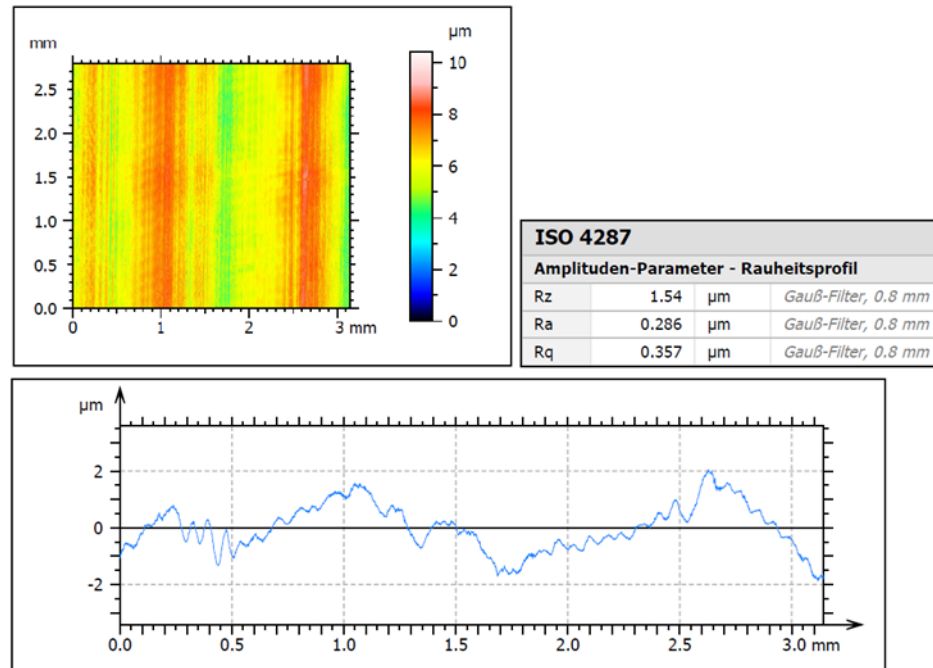 µm
mm
10
8
6
4
2
0
2.5
2.0
1.5
1.0
0.5
0.0
0 1 2 3 mm
ISO 4287
Amplituden-Parameter - Rauheitsprofil
Rz 1.54 µm Gauß-Filter, 0.8 mm
Ra 0.286 µm Gauß-Filter, 0.8 mm
Rq 0.357 µm Gauß-Filter, 0.8 mm
µm
2
0
-2
0.0 0.5 1.0 1.5 2.0 2.5 3.0 mm